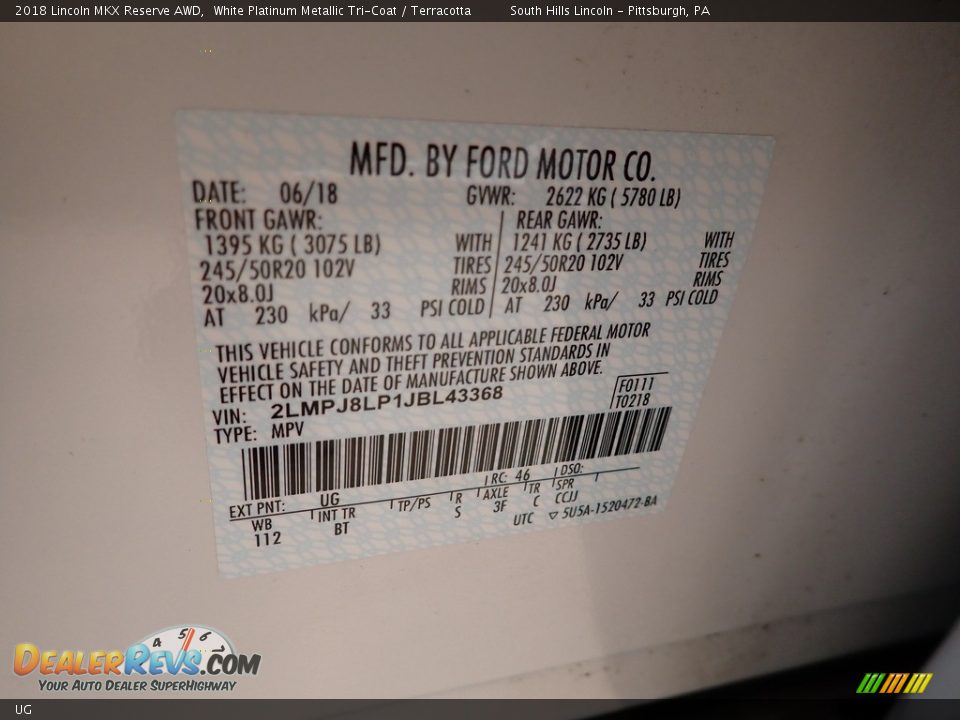 2018 Lincoln MKX Reserve AWD, White Platinum Metallic Tri-Coat / Terracotta South Hills Lincoln - Pittsburgh, PA
MFD. BY FORD MOTOR CO.
DATE: 06/18 GVWR: 2622 KG ( 5780 LB)
FRONT GAWR: REAR GAWR:
1395 KG ( 3075 LB) WITH 1241 KG ( 2735 LB) WITH
245/50R20 102V TIRES 245/50R20 102V TIRES
20x8.0J RIMS 20x8.0J RIMS
AT 230 kPa/ 33 PSI COLD AT 230 kPa/ 33 PSI COLD
THIS VEHICLE CONFORMS TO ALL APPLICABLE FEDERAL MOTOR
VEHICLE SAFETY AND THEFT PREVENTION STANDARDS IN
EFFECT ON THE DATE OF MANUFACTURE SHOWN ABOVE.
VIN: 2LMPJ8LP1JBL43368 F0111
TYPE: MPV T0218
EXT PNT: UG RC: 46 DSO:
WB INT TR TP/PS R AXLE TR SPR
112 BT S 3F C CCJJ
UTC ▽ 5U5A-1520472-BA
4 5 6
DEALERREVS.COM
YOUR AUTO DEALER SUPERHIGHWAY
UG